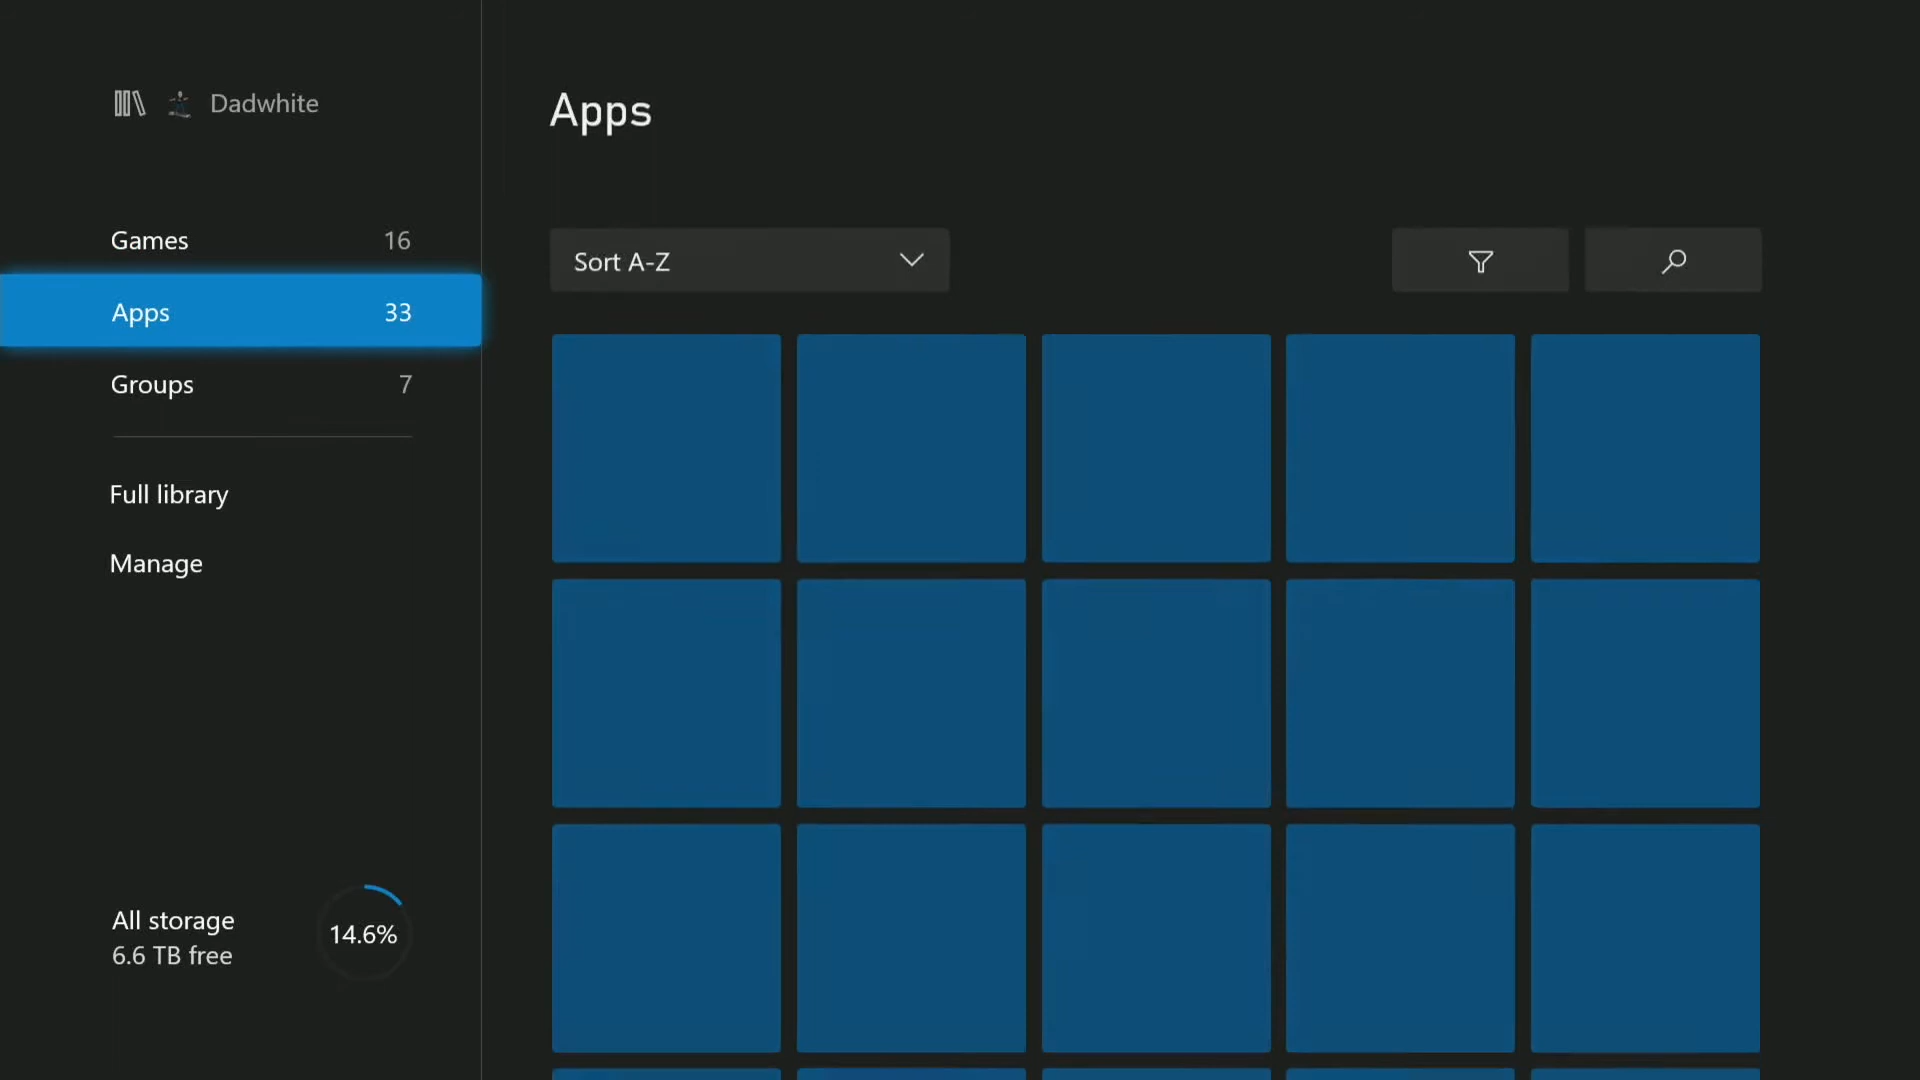 Dadwhite
Games 16
Apps 33
Groups 7
Full library
Manage
All storage
6.6 TB free
14.6%
Apps
Sort A-Z